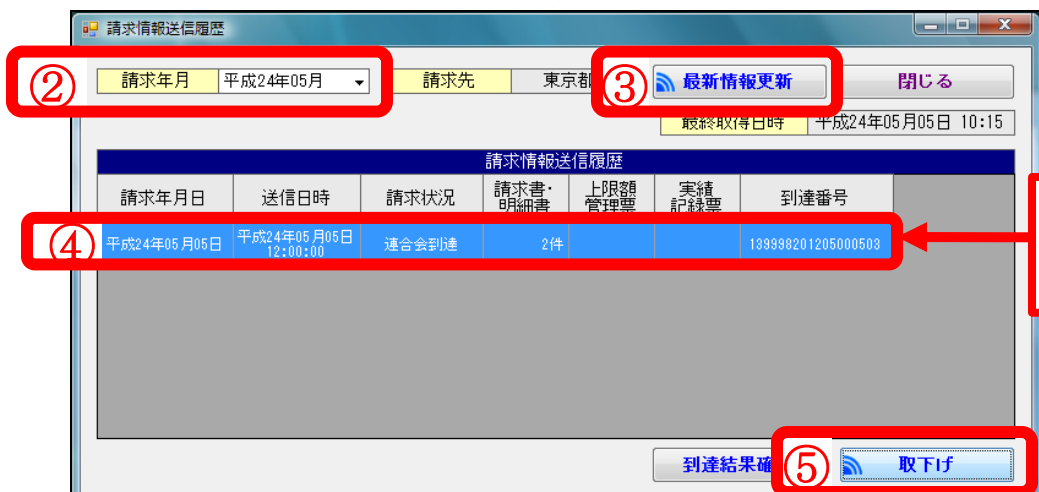 請求情報送信履歴
② 請求年月 平成24年05月 請求先 東京都 ③ 最新情報更新 閉じる
最終取得日時 平成24年05月05日 10:15
請求情報送信履歴
請求年月日 送信日時 請求状況 請求書・明細書 上限額管理票 実績記録票 到達番号
④ 平成24年05月05日 平成24年05月05日 12:00:00 連合会到達 2件 139998201205000503
到達結果確 ⑤ 取下げ